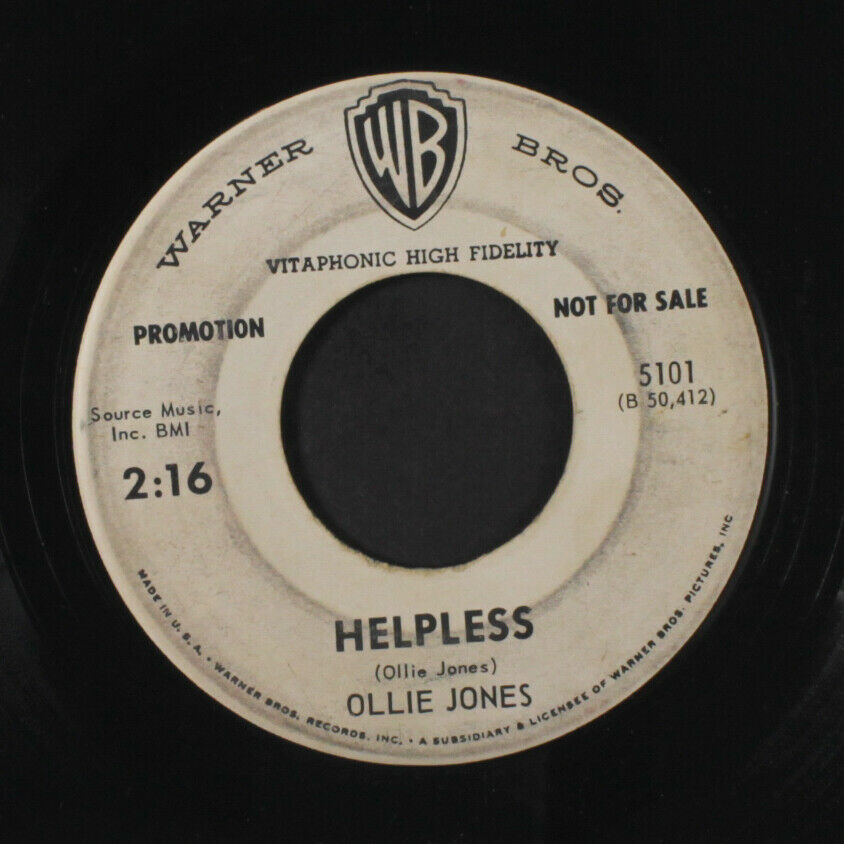 WARNER BROS.
WB
VITAPHONIC HIGH FIDELITY
PROMOTION
NOT FOR SALE
5101
(B 50,412)
Source Music,
Inc. BMI
2:16
HELPLESS
(Ollie Jones)
OLLIE JONES
MADE IN U. S. A. • WARNER BROS. RECORDS, INC. • A SUBSIDIARY & LICENSEE OF WARNER BROS. PICTURES, INC